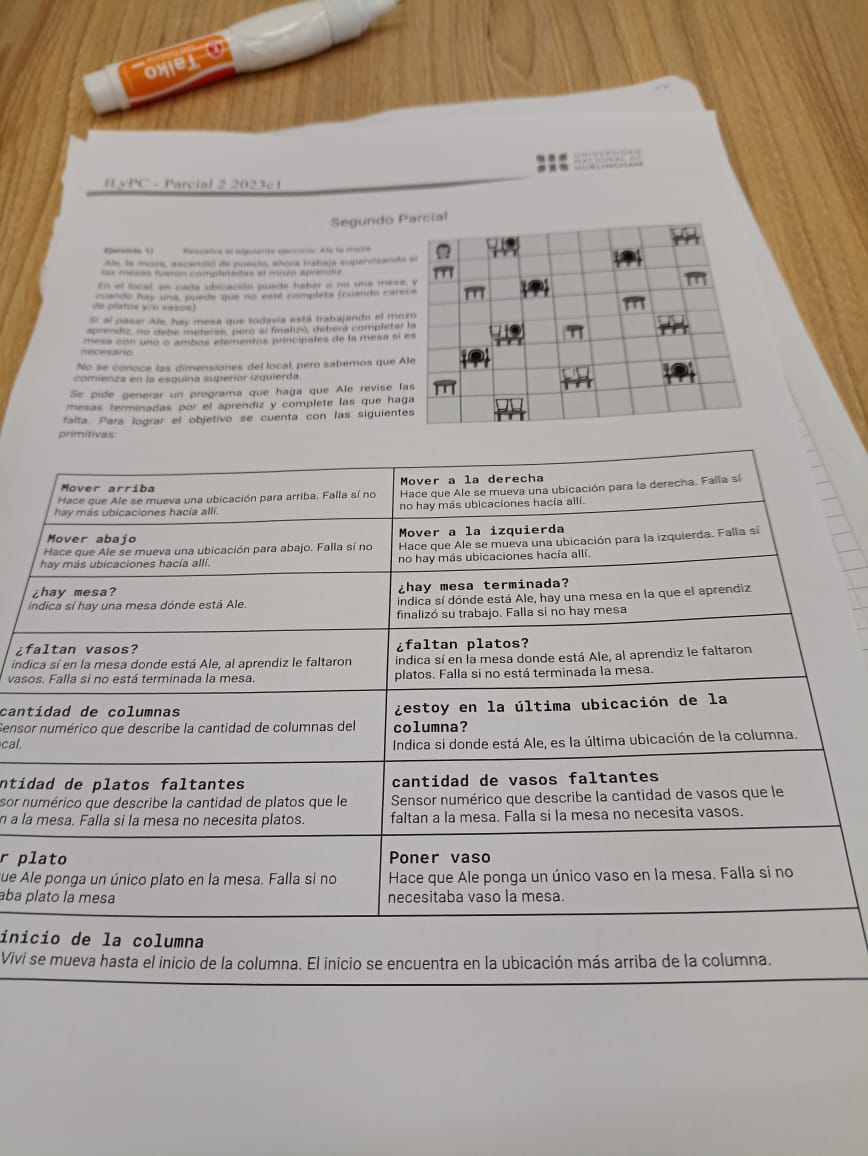 Taiko
UNIVERSIDAD
NACIONAL DE
HURLINGHAM
ILyPC - Parcial 2 2023c1
Segundo Parcial
Ejercicio 1) Resuelva el siguiente ejercicio: Ale la moza
Ale, la moza, ascendió de puesto, ahora trabaja supervisando si
las mesas fueron completadas el mozo aprendiz.
En el local, en cada ubicación puede haber o no una mesa, y
cuando hay una, puede que no esté completa (cuando carece
de platos y/o vasos)
Si al pasar Ale, hay mesa que todavía está trabajando el mozo
aprendiz, no debe meterse, pero si finalizó, deberá completar la
mesa con uno o ambos elementos principales de la mesa si es
necesario.
No se conoce las dimensiones del local, pero sabemos que Ale
comienza en la esquina superior izquierda.
Se pide generar un programa que haga que Ale revise las
mesas terminadas por el aprendiz y complete las que haga
falta. Para lograr el objetivo se cuenta con las siguientes
primitivas:
Mover arriba
Hace que Ale se mueva una ubicación para arriba. Falla sí no
hay más ubicaciones hacía allí.
Mover a la derecha
Hace que Ale se mueva una ubicación para la derecha. Falla sí
no hay más ubicaciones hacía allí.
Mover abajo
Hace que Ale se mueva una ubicación para abajo. Falla sí no
hay más ubicaciones hacía allí.
Mover a la izquierda
Hace que Ale se mueva una ubicación para la izquierda. Falla sí
no hay más ubicaciones hacía allí.
¿hay mesa?
indica sí hay una mesa dónde está Ale.
¿hay mesa terminada?
indica sí dónde está Ale, hay una mesa en la que el aprendiz
finalizó su trabajo. Falla si no hay mesa
¿faltan vasos?
indica sí en la mesa donde está Ale, al aprendiz le faltaron
vasos. Falla si no está terminada la mesa.
¿faltan platos?
indica sí en la mesa donde está Ale, al aprendiz le faltaron
platos. Falla si no está terminada la mesa.
cantidad de columnas
Sensor numérico que describe la cantidad de columnas del
cal.
¿estoy en la última ubicación de la
columna?
Indica si donde está Ale, es la última ubicación de la columna.
ntidad de platos faltantes
sor numérico que describe la cantidad de platos que le
n a la mesa. Falla si la mesa no necesita platos.
cantidad de vasos faltantes
Sensor numérico que describe la cantidad de vasos que le
faltan a la mesa. Falla si la mesa no necesita vasos.
r plato
ue Ale ponga un único plato en la mesa. Falla si no
aba plato la mesa
Poner vaso
Hace que Ale ponga un único vaso en la mesa. Falla si no
necesitaba vaso la mesa.
inicio de la columna
Vivi se mueva hasta el inicio de la columna. El inicio se encuentra en la ubicación más arriba de la columna.